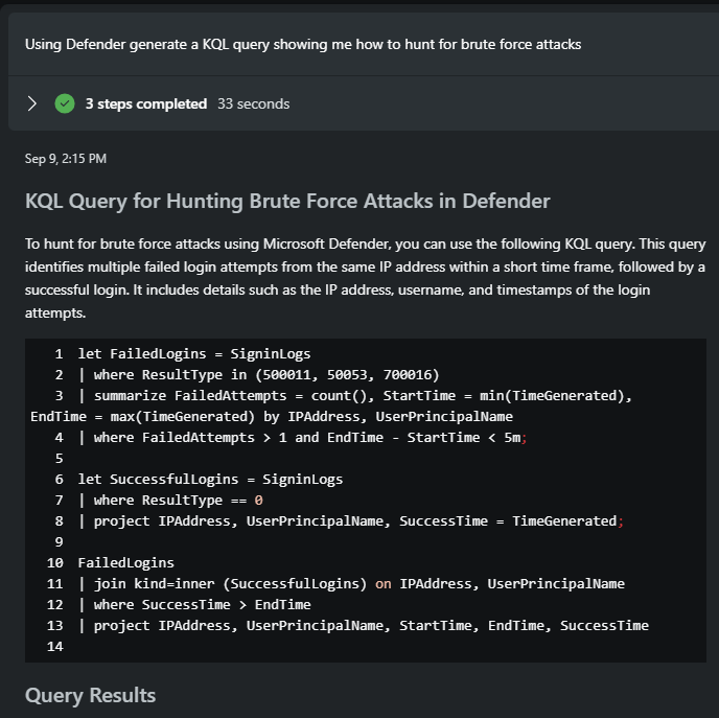 Using Defender generate a KQL query showing me how to hunt for brute force attacks
3 steps completed 33 seconds
Sep 9, 2:15 PM
KQL Query for Hunting Brute Force Attacks in Defender
To hunt for brute force attacks using Microsoft Defender, you can use the following KQL query. This query
identifies multiple failed login attempts from the same IP address within a short time frame, followed by a
successful login. It includes details such as the IP address, username, and timestamps of the login
attempts.
1 let FailedLogins = SigninLogs
2 | where ResultType in (500011, 50053, 700016)
3 | summarize FailedAttempts = count(), StartTime = min(TimeGenerated),
EndTime = max(TimeGenerated) by IPAddress, UserPrincipalName
4 | where FailedAttempts > 1 and EndTime - StartTime < 5m;
5
6 let SuccessfulLogins = SigninLogs
7 | where ResultType == 0
8 | project IPAddress, UserPrincipalName, SuccessTime = TimeGenerated;
9
10 FailedLogins
11 | join kind=inner (SuccessfulLogins) on IPAddress, UserPrincipalName
12 | where SuccessTime > EndTime
13 | project IPAddress, UserPrincipalName, StartTime, EndTime, SuccessTime
14
Query Results